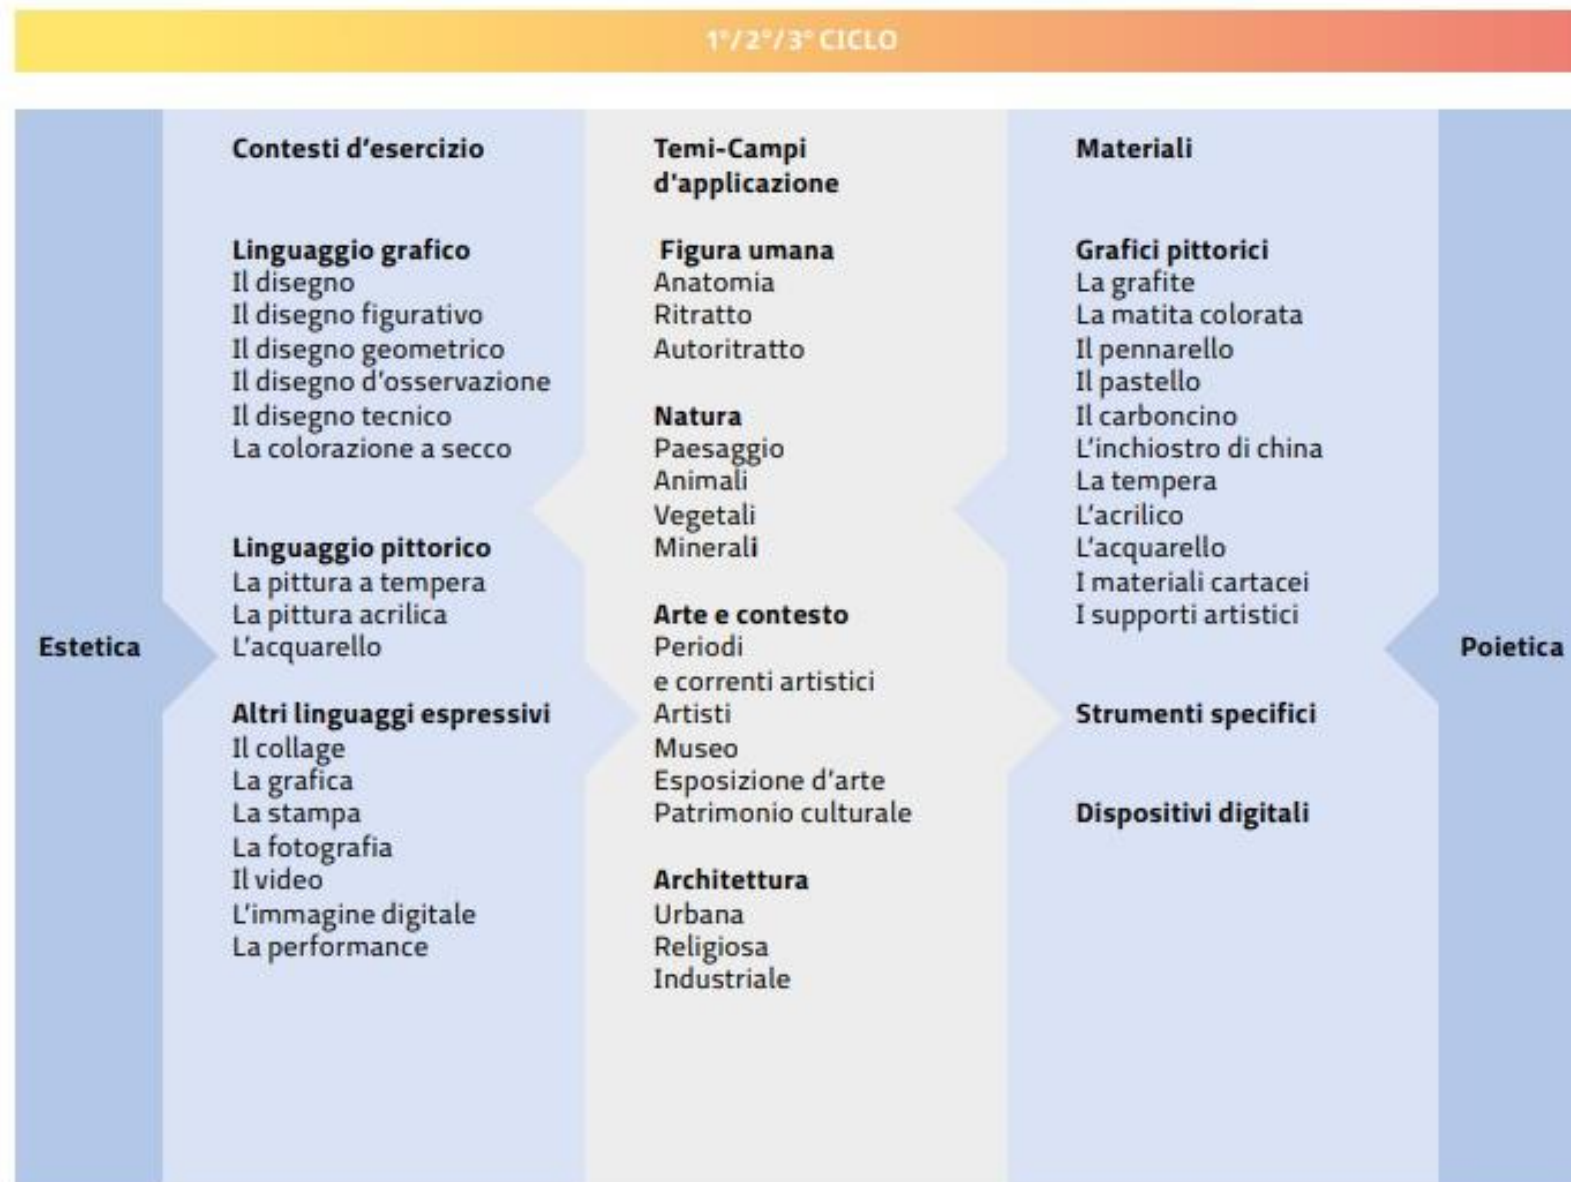 1°/2°/3° CICLO
Estetica
Contesti d'esercizio
Linguaggio grafico
Il disegno
Il disegno figurativo
Il disegno geometrico
Il disegno d'osservazione
Il disegno tecnico
La colorazione a secco
Linguaggio pittorico
La pittura a tempera
La pittura acrilica
L'acquarello
Altri linguaggi espressivi
Il collage
La grafica
La stampa
La fotografia
Il video
L'immagine digitale
La performance
Temi-Campi
d'applicazione
Figura umana
Anatomia
Ritratto
Autoritratto
Natura
Paesaggio
Animali
Vegetali
Minerali
Arte e contesto
Periodi
e correnti artistici
Artisti
Museo
Esposizione d'arte
Patrimonio culturale
Architettura
Urbana
Religiosa
Industriale
Materiali
Grafici pittorici
La grafite
La matita colorata
Il pennarello
Il pastello
Il carboncino
L'inchiostro di china
La tempera
L'acrilico
L'acquarello
I materiali cartacei
I supporti artistici
Strumenti specifici
Dispositivi digitali
Poietica